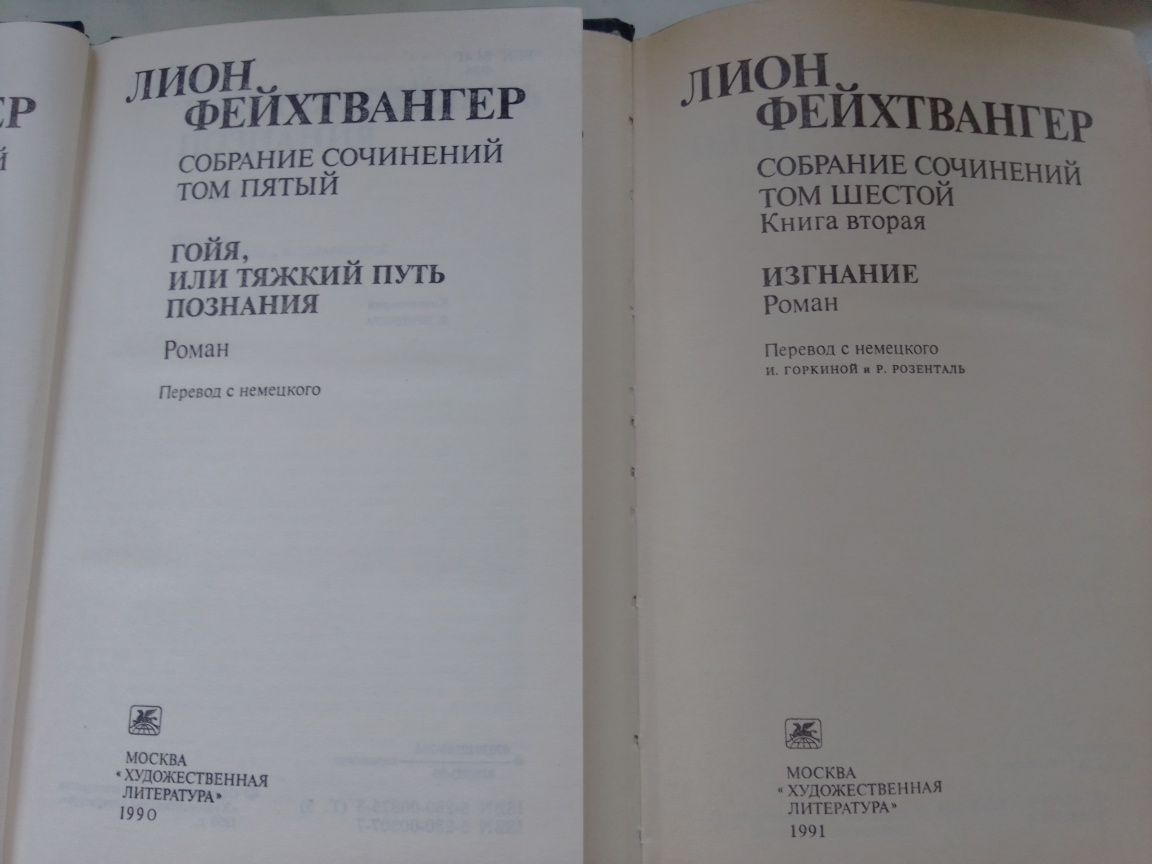 ЕР
Й
ЛИОН
ФЕЙХТВАНГЕР
СОБРАНИЕ СОЧИНЕНИЙ
ТОМ ПЯТЫЙ
ГОЙЯ,
ИЛИ ТЯЖКИЙ ПУТЬ
ПОЗНАНИЯ
Роман
Перевод с немецкого
МОСКВА
«ХУДОЖЕСТВЕННАЯ
ЛИТЕРАТУРА»
1990
ЛИОН
ФЕЙХТВАНГЕР
СОБРАНИЕ СОЧИНЕНИЙ
ТОМ ШЕСТОЙ
Книга вторая
ИЗГНАНИЕ
Роман
Перевод с немецкого
И. ГОРКИНОЙ и Р. РОЗЕНТАЛЬ
МОСКВА
«ХУДОЖЕСТВЕННАЯ
ЛИТЕРАТУРА»
1991